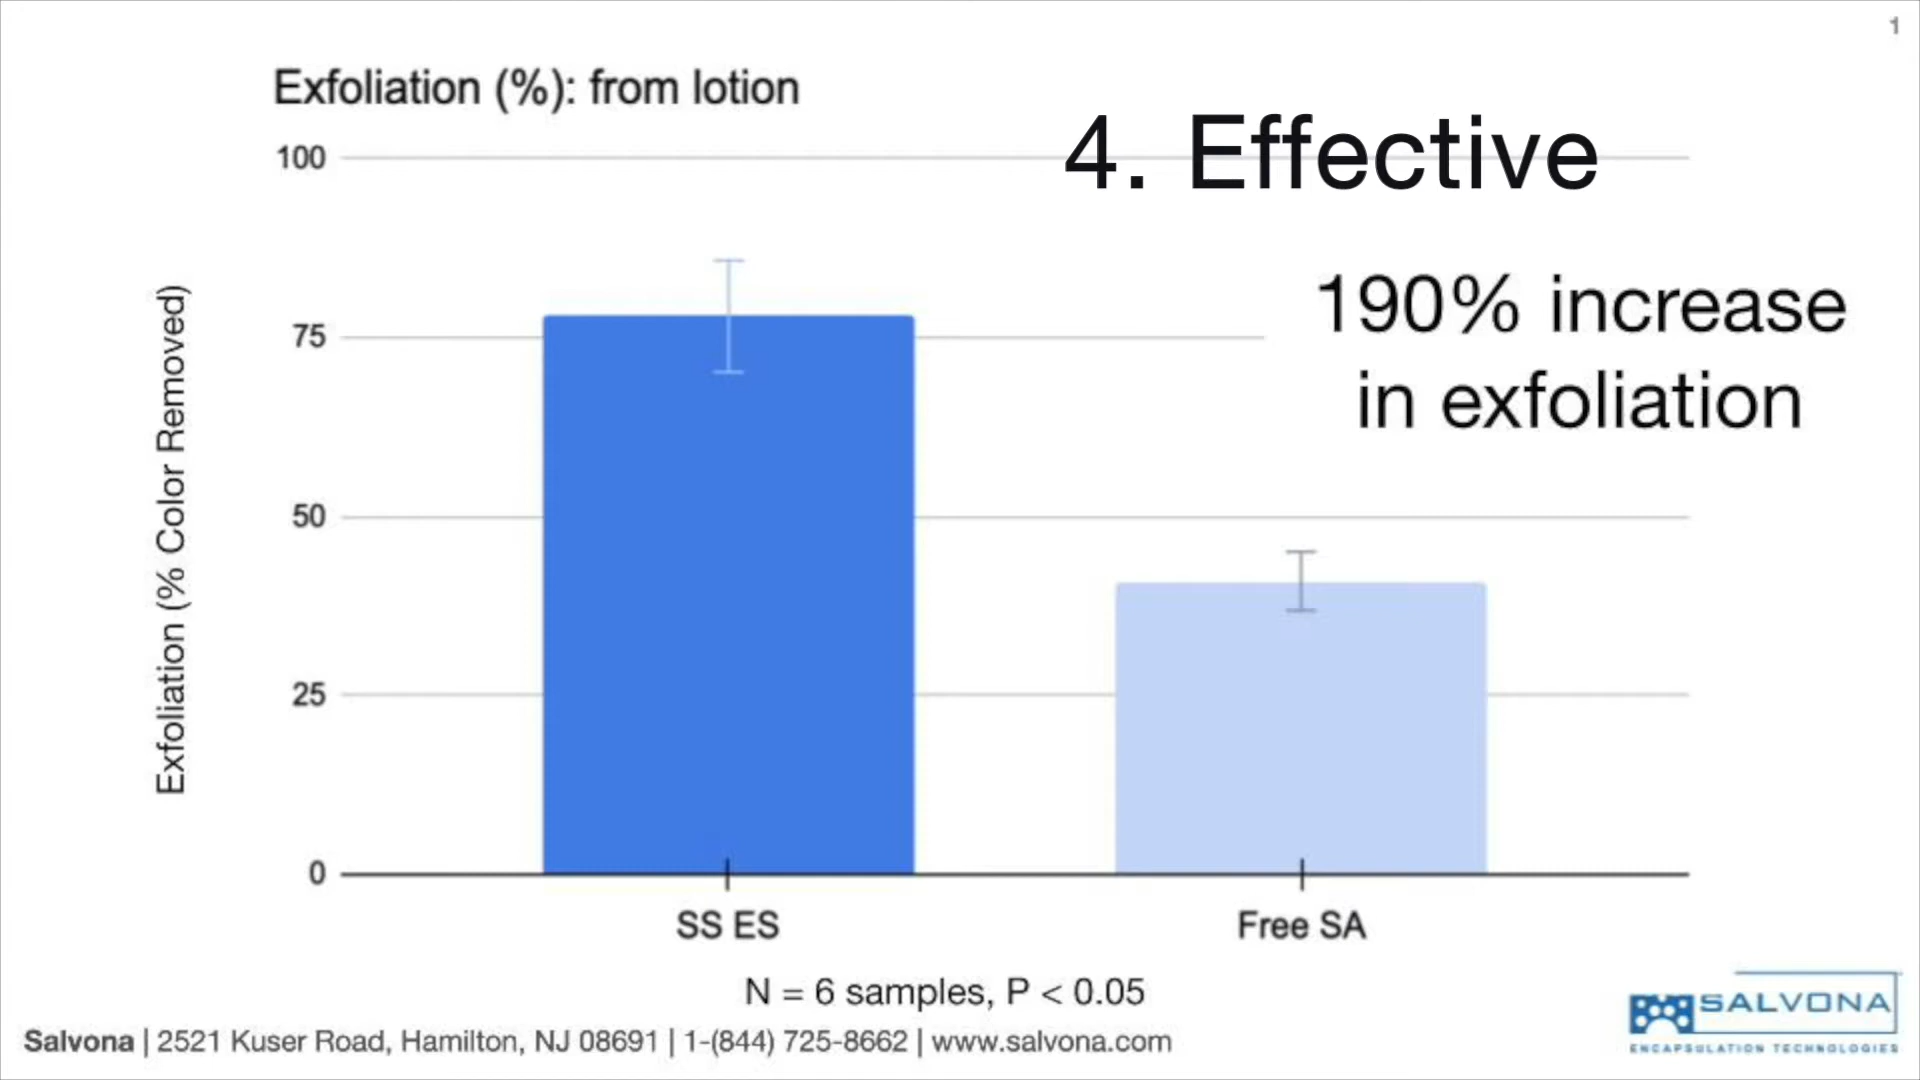 1
Exfoliation (%): from lotion
4. Effective
190% increase
in exfoliation
Exfoliation (% Color Removed)
100
75
50
25
0
SS ES
Free SA
N = 6 samples, P < 0.05
Salvona | 2521 Kuser Road, Hamilton, NJ 08691 | 1-(844) 725-8662 | www.salvona.com
SALVONA
ENCAPSULATION TECHNOLOGIES